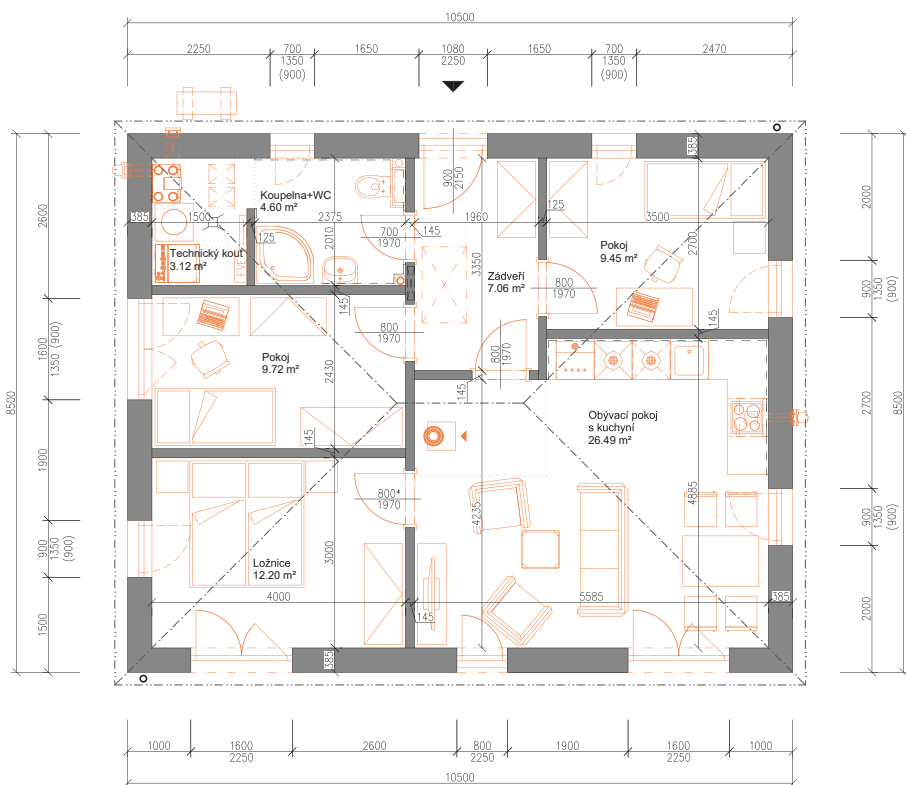 10500
2250 700 1650 1080 1650 700 2470
1350 2250 1350
(900) (900)
385
900
2150
2600
2000
Koupelna+WC
4.60 m²
385 1500 2375 1960 125 3500
125
2010
700
1970
145
Technický kout
3.12 m²
3350
Zádveří
7.06 m²
Pokoj
9.45 m²
2700
800
1970
900
1350
(900)
145
145
1600
1350 (900)
Pokoj
9.72 m²
2430
800
1970
800
1970
145
8500
8500
2700
Obývací pokoj
s kuchyní
26.49 m²
145
1900
800*
1970
4235
4885
900
1350
(900)
900
1350
(900)
Ložnice
12.20 m²
3000
4000 5585 385
145
1500
2000
385
1000 1600 2600 800 1900 1600 1000
2250 2250 2250
10500